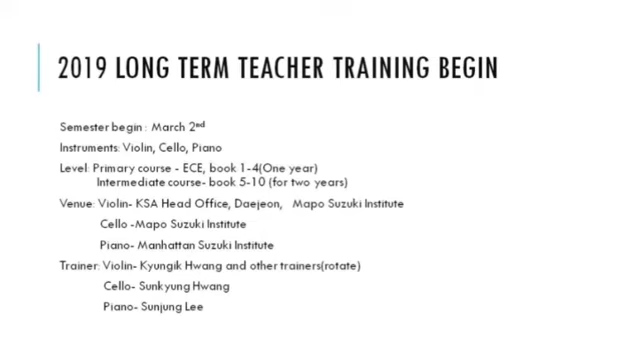 2019 LONG TERM TEACHER TRAINING BEGIN
Semester begin : March 2nd
Instruments: Violin, Cello, Piano
Level: Primary course - ECE, book 1-4(One year)
Intermediate course- book 5-10 (for two years)
Venue: Violin- KSA Head Office, Daejeon, Mapo Suzuki Institute
Cello -Mapo Suzuki Institute
Piano- Manhattan Suzuki Institute
Trainer: Violin- Kyungik Hwang and other trainers(rotate)
Cello- Sunkyung Hwang
Piano- Sunjung Lee